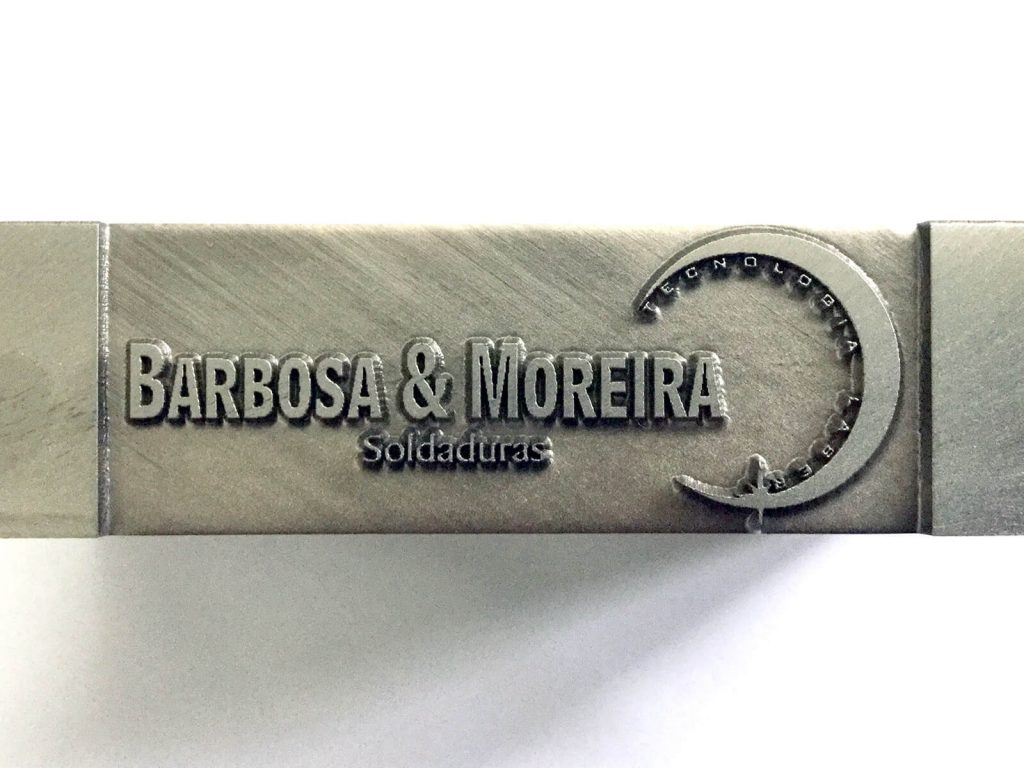 BARBOSA & MOREIRA
Soldaduras
TECNOLOGIA LASER